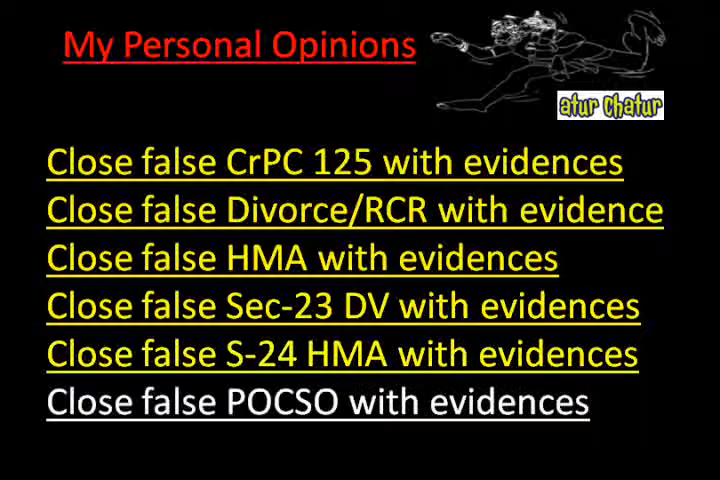 My Personal Opinions
atur Chatur
Close false CrPC 125 with evidences
Close false Divorce/RCR with evidence
Close false HMA with evidences
Close false Sec-23 DV with evidences
Close false S-24 HMA with evidences
Close false POCSO with evidences